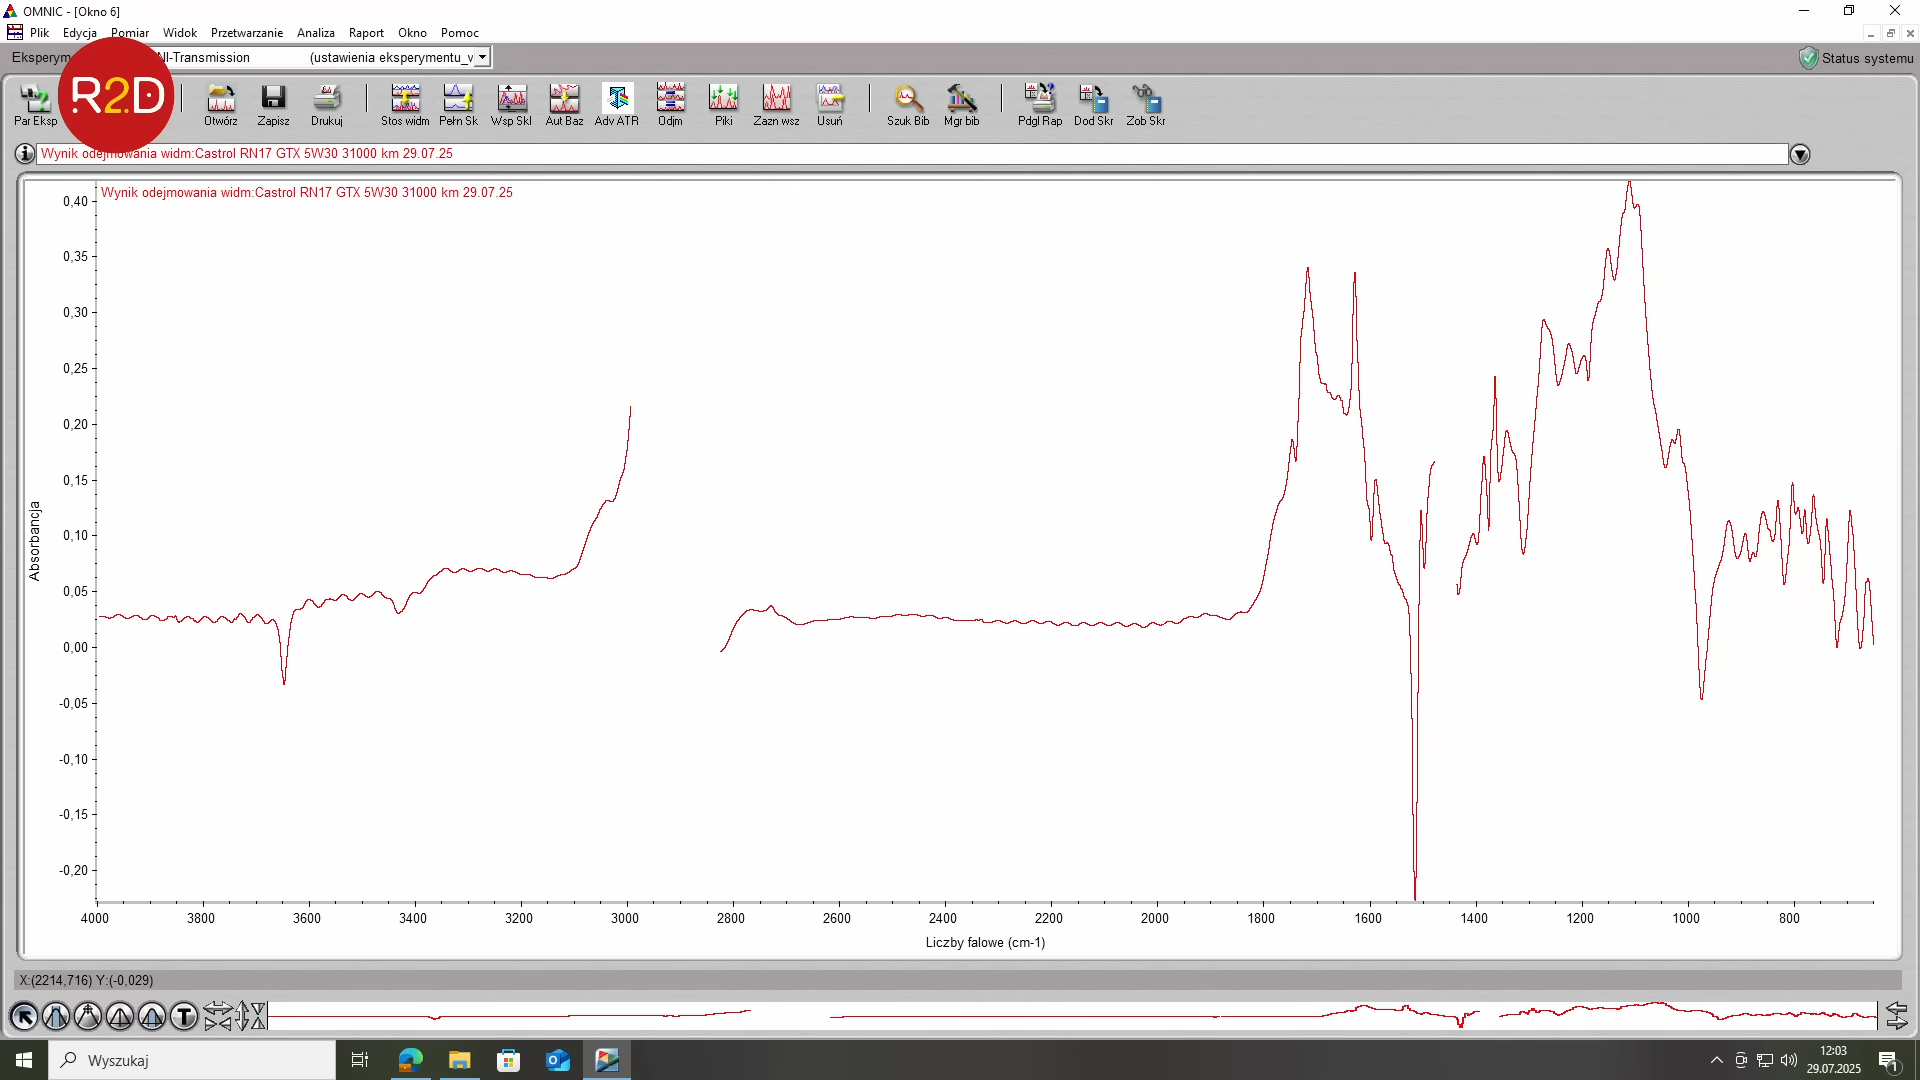 OMNIC - [Okno 6]
Plik Edycja Pomiar Widok Przetwarzanie Analiza Raport Okno Pomoc
Eksperym NI-Transmission (ustawienia eksperymentu_v Status systemu
R2D
Par Eksp Otwórz Zapisz Drukuj Stos widm Pełn Sk Wsp Skl Aut Baz Adv ATR Odjm Piki Zazn wsz Usuń Szuk Bib Mgr bib Pdgl Rap Dod Skr Zob Skr
Wynik odejmowania widm:Castrol RN17 GTX 5W30 31000 km 29.07.25
Wynik odejmowania widm:Castrol RN17 GTX 5W30 31000 km 29.07.25
0,40
0,35
0,30
0,25
0,20
0,15
0,10
0,05
0,00
-0,05
-0,10
-0,15
-0,20
Absorbancja
4000 3800 3600 3400 3200 3000 2800 2600 2400 2200 2000 1800 1600 1400 1200 1000 800
Liczby falowe (cm-1)
X:(2214,716) Y:(-0,029)
T
Wyszukaj
12:03
29.07.2025
1